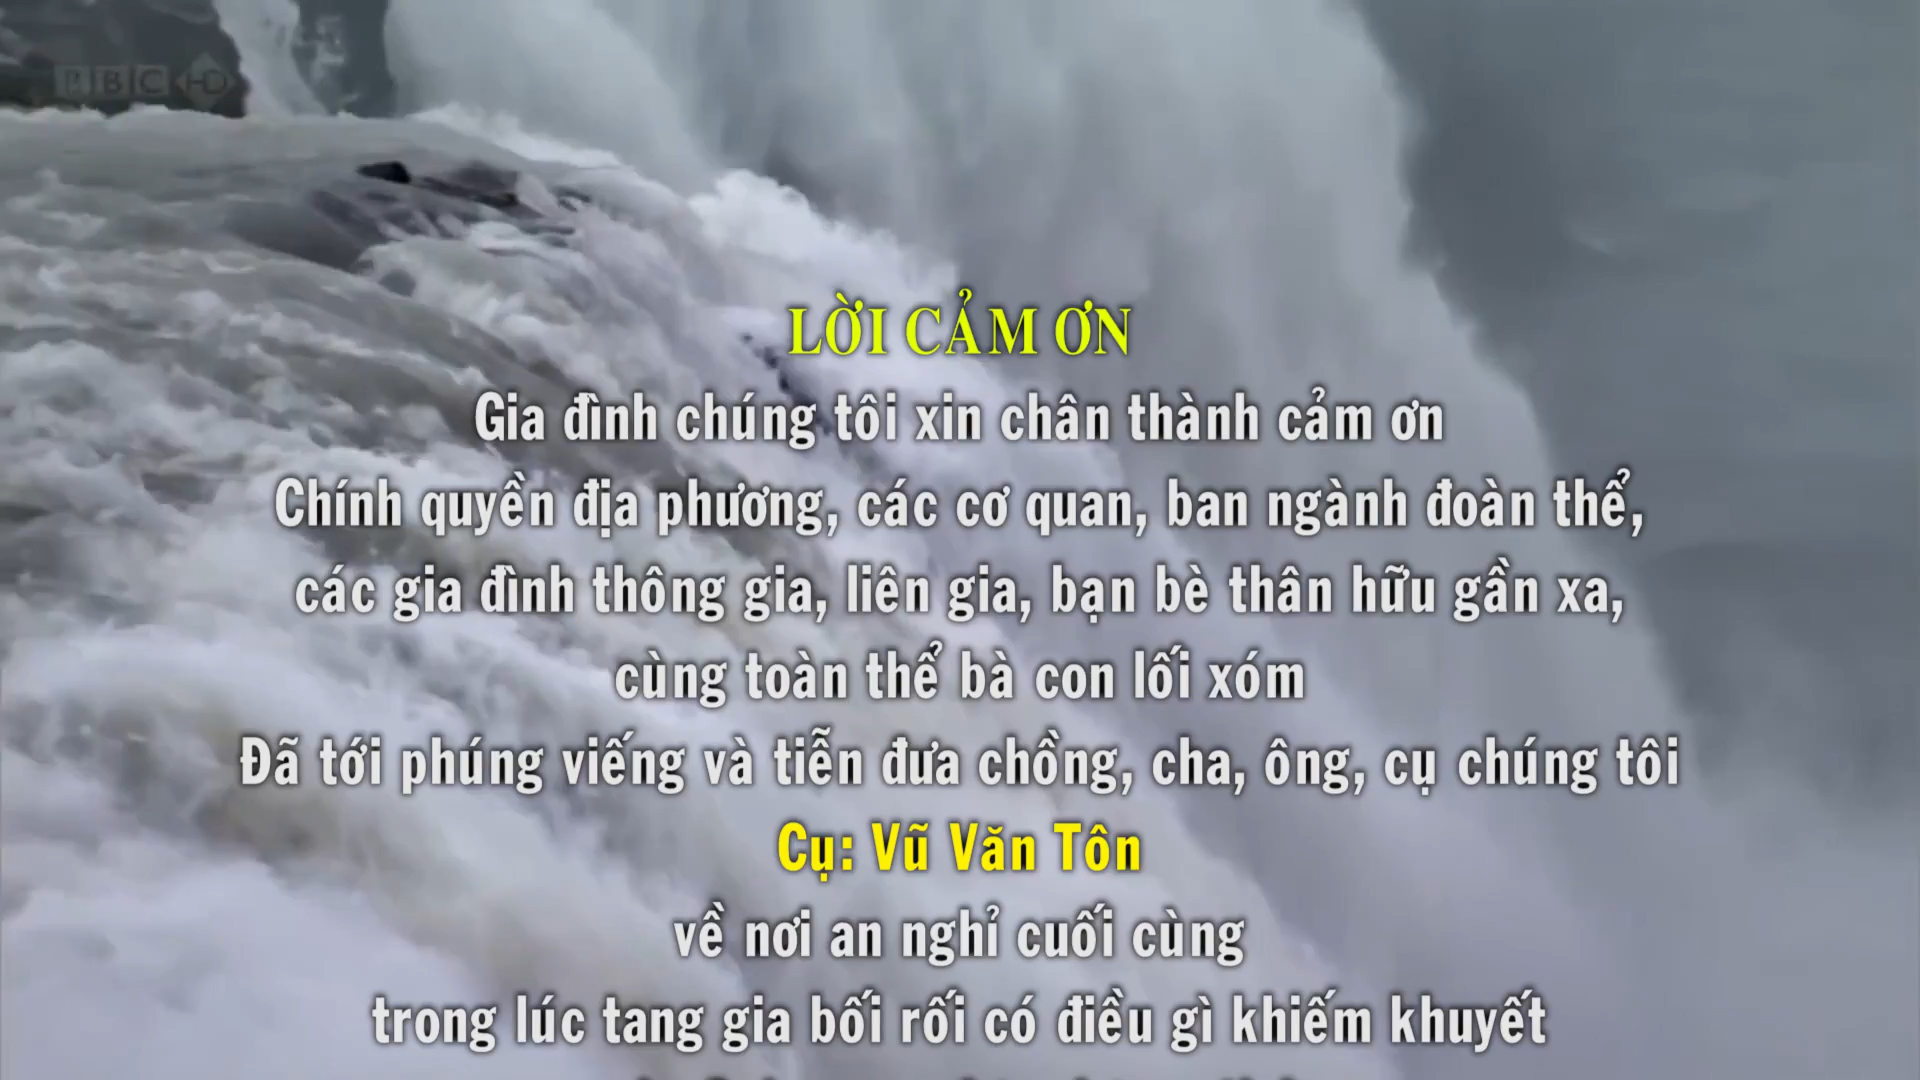 BBC HD
LỜI CẢM ƠN
Gia đình chúng tôi xin chân thành cảm ơn
Chính quyền địa phương, các cơ quan, ban ngành đoàn thể,
các gia đình thông gia, liên gia, bạn bè thân hữu gần xa,
cùng toàn thể bà con lối xóm
Đã tới phúng viếng và tiễn đưa chồng, cha, ông, cụ chúng tôi
Cụ: Vũ Văn Tôn
về nơi an nghỉ cuối cùng
trong lúc tang gia bối rối có điều gì khiếm khuyết